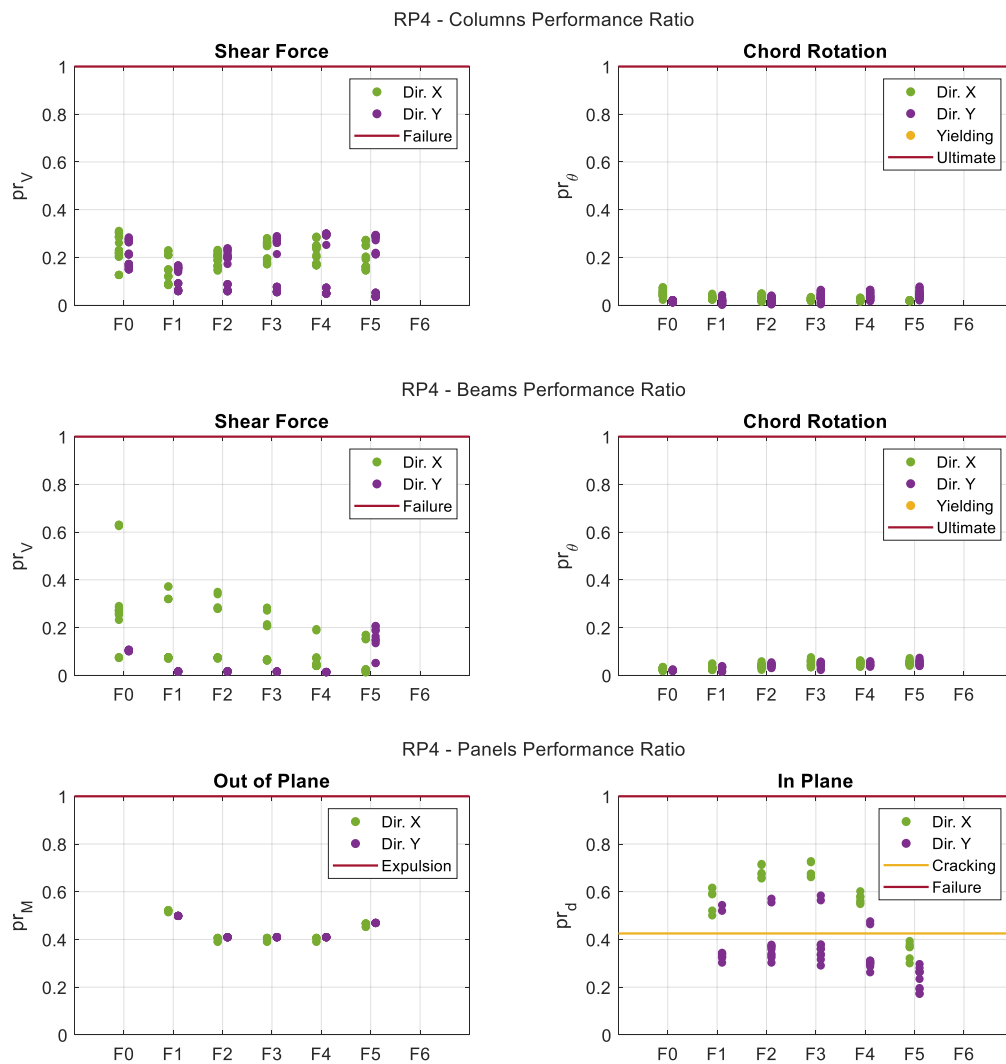 RP4 - Columns Performance Ratio
Shear Force
Chord Rotation
1
0.8
0.6
0.4
0.2
0
pr_V
Dir. X
Dir. Y
Failure
F0 F1 F2 F3 F4 F5 F6
1
0.8
0.6
0.4
0.2
0
pr_θ
Dir. X
Dir. Y
Yielding
Ultimate
F0 F1 F2 F3 F4 F5 F6
RP4 - Beams Performance Ratio
Shear Force
Chord Rotation
1
0.8
0.6
0.4
0.2
0
pr_V
Dir. X
Dir. Y
Failure
F0 F1 F2 F3 F4 F5 F6
1
0.8
0.6
0.4
0.2
0
pr_θ
Dir. X
Dir. Y
Yielding
Ultimate
F0 F1 F2 F3 F4 F5 F6
RP4 - Panels Performance Ratio
Out of Plane
In Plane
1
0.8
0.6
0.4
0.2
0
pr_M
Dir. X
Dir. Y
Expulsion
F0 F1 F2 F3 F4 F5 F6
1
0.8
0.6
0.4
0.2
0
pr_d
Dir. X
Dir. Y
Cracking
Failure
F0 F1 F2 F3 F4 F5 F6